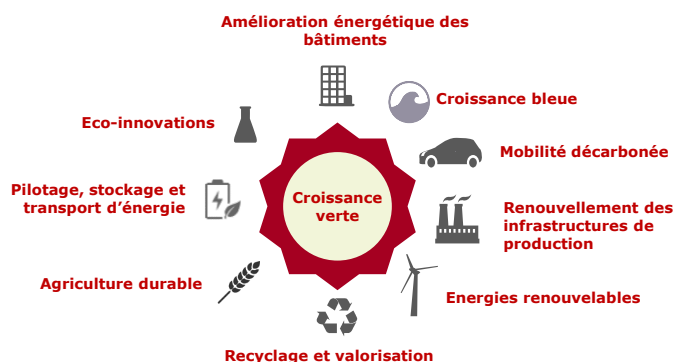 Amélioration énergétique des
bâtiments
Croissance bleue
Eco-innovations
Mobilité décarbonée
Pilotage, stockage et
transport d’énergie
Croissance
verte
Renouvellement des
infrastructures de
production
Agriculture durable
Energies renouvelables
Recyclage et valorisation